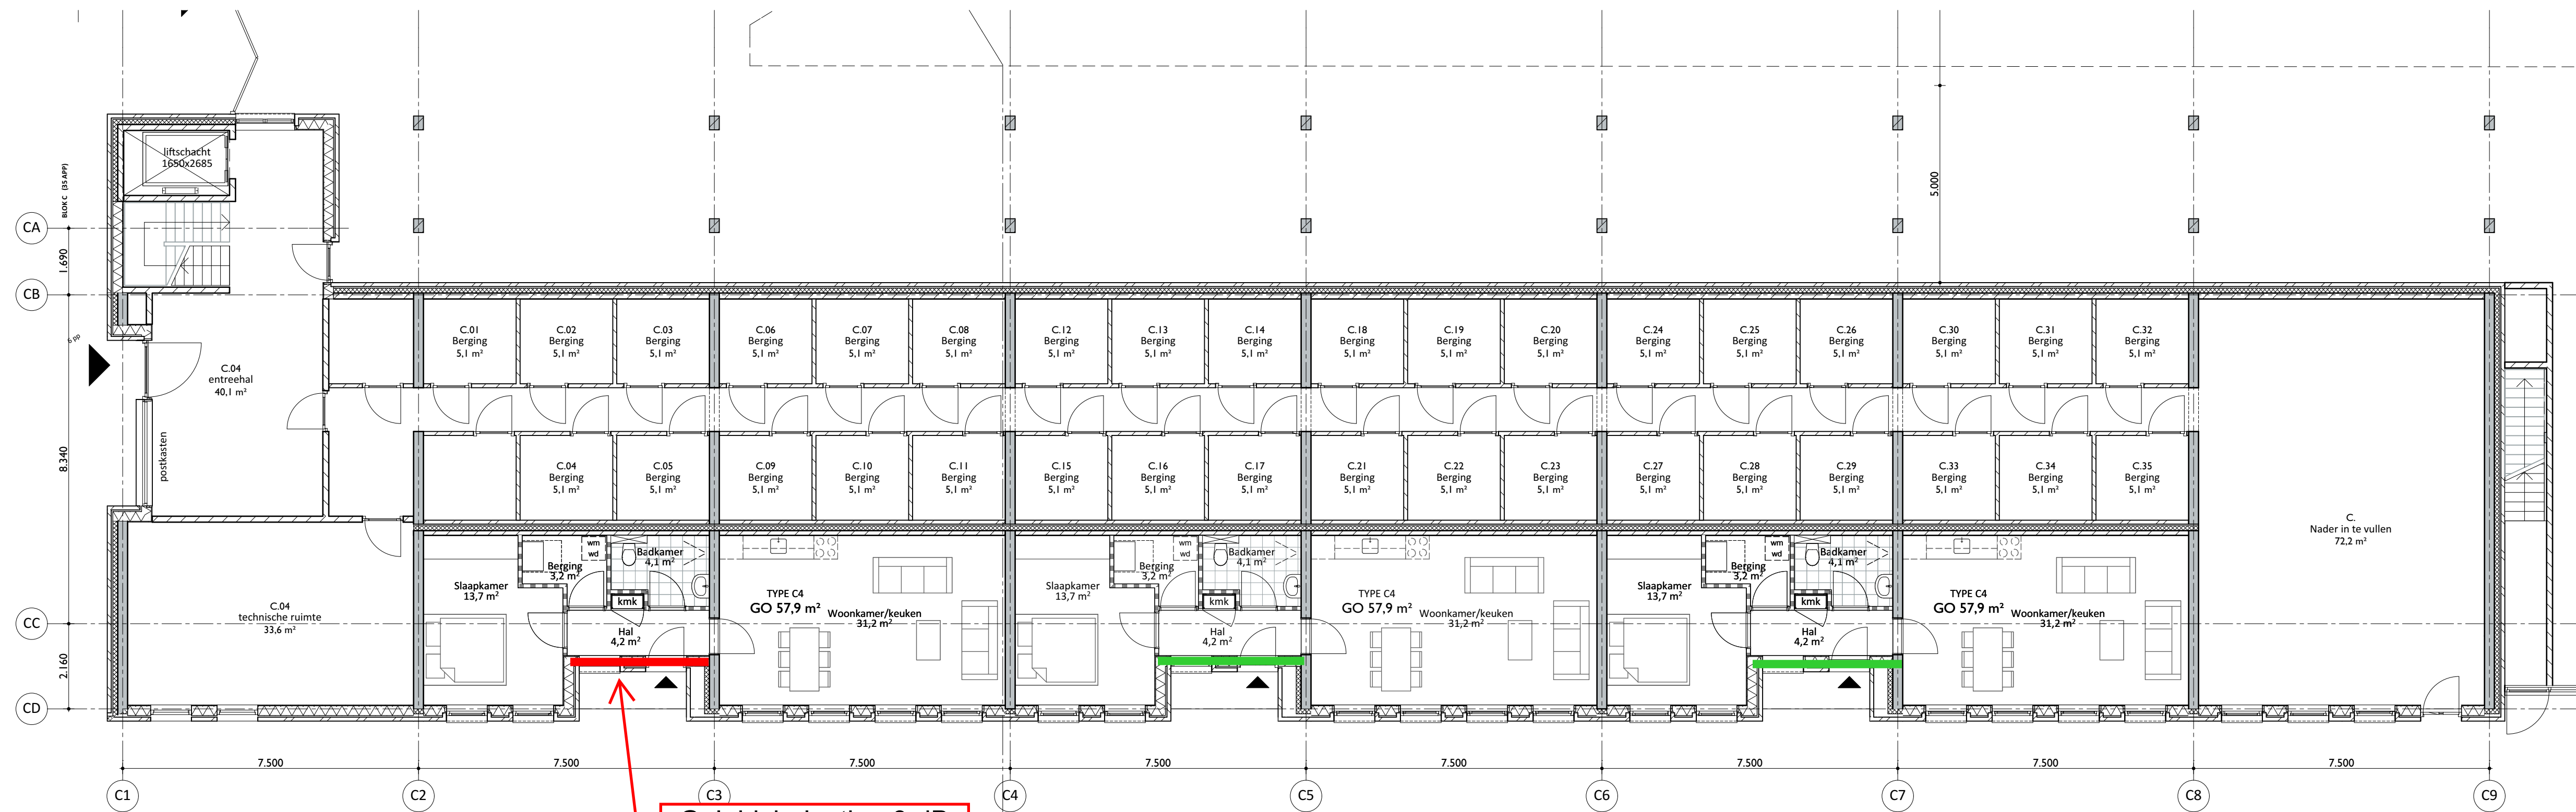 liftschacht
1650x2685
BLOK C (35 APP)
5.000
CA
1.690
CB
6 pp
C.04
entreehal
40,1 m²
postkasten
8.340
C.01
Berging
5,1 m²
C.02
Berging
5,1 m²
C.03
Berging
5,1 m²
C.06
Berging
5,1 m²
C.07
Berging
5,1 m²
C.08
Berging
5,1 m²
C.12
Berging
5,1 m²
C.13
Berging
5,1 m²
C.14
Berging
5,1 m²
C.18
Berging
5,1 m²
C.19
Berging
5,1 m²
C.20
Berging
5,1 m²
C.24
Berging
5,1 m²
C.25
Berging
5,1 m²
C.26
Berging
5,1 m²
C.30
Berging
5,1 m²
C.31
Berging
5,1 m²
C.32
Berging
5,1 m²
C.04
Berging
5,1 m²
C.05
Berging
5,1 m²
C.09
Berging
5,1 m²
C.10
Berging
5,1 m²
C.11
Berging
5,1 m²
C.15
Berging
5,1 m²
C.16
Berging
5,1 m²
C.17
Berging
5,1 m²
C.21
Berging
5,1 m²
C.22
Berging
5,1 m²
C.23
Berging
5,1 m²
C.27
Berging
5,1 m²
C.28
Berging
5,1 m²
C.29
Berging
5,1 m²
C.33
Berging
5,1 m²
C.34
Berging
5,1 m²
C.35
Berging
5,1 m²
C.
Nader in te vullen
72,2 m²
C.04
technische ruimte
33,6 m²
CC
2.160
CD
Slaapkamer
13,7 m²
Berging
3,2 m²
wm
wd
Badkamer
4,1 m²
kmk
Hal
4,2 m²
TYPE C4
GO 57,9 m²
Woonkamer/keuken
31,2 m²
Slaapkamer
13,7 m²
Berging
3,2 m²
wm
wd
Badkamer
4,1 m²
kmk
Hal
4,2 m²
TYPE C4
GO 57,9 m²
Woonkamer/keuken
31,2 m²
Slaapkamer
13,7 m²
Berging
3,2 m²
wm
wd
Badkamer
4,1 m²
kmk
Hal
4,2 m²
TYPE C4
GO 57,9 m²
Woonkamer/keuken
31,2 m²
7.500
7.500
7.500
7.500
7.500
7.500
7.500
7.500
C1
C2
C3
C4
C5
C6
C7
C8
C9